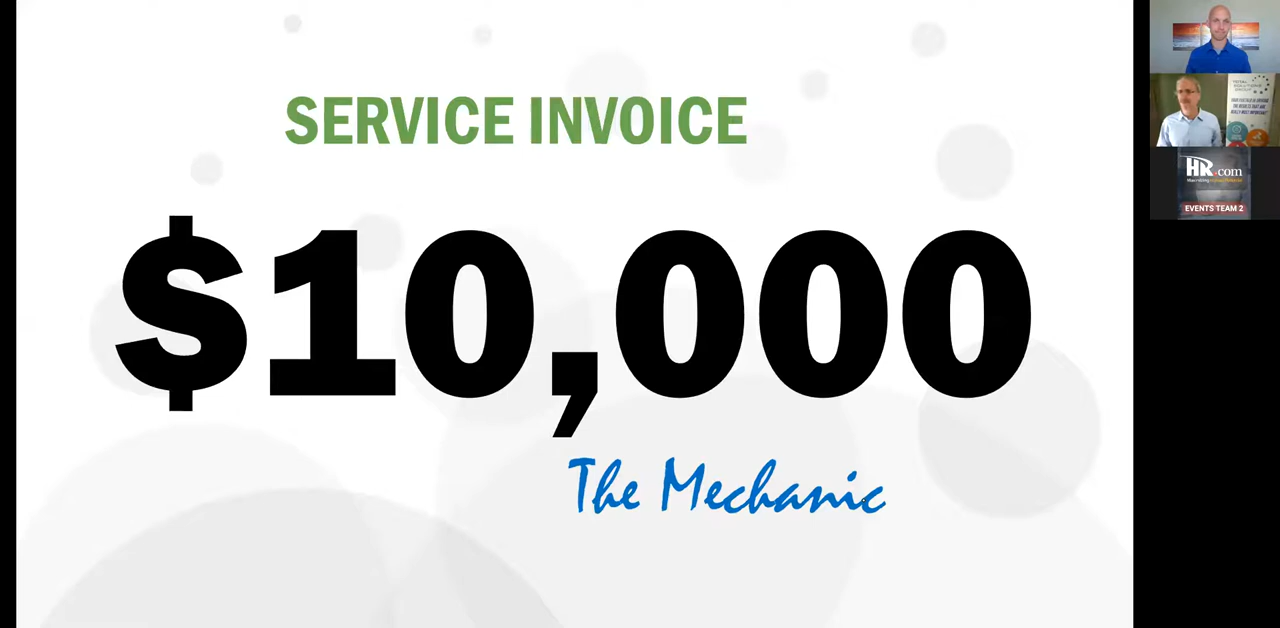 SERVICE INVOICE
$10,000
The Mechanic
HR.com
EVENTS TEAM 2